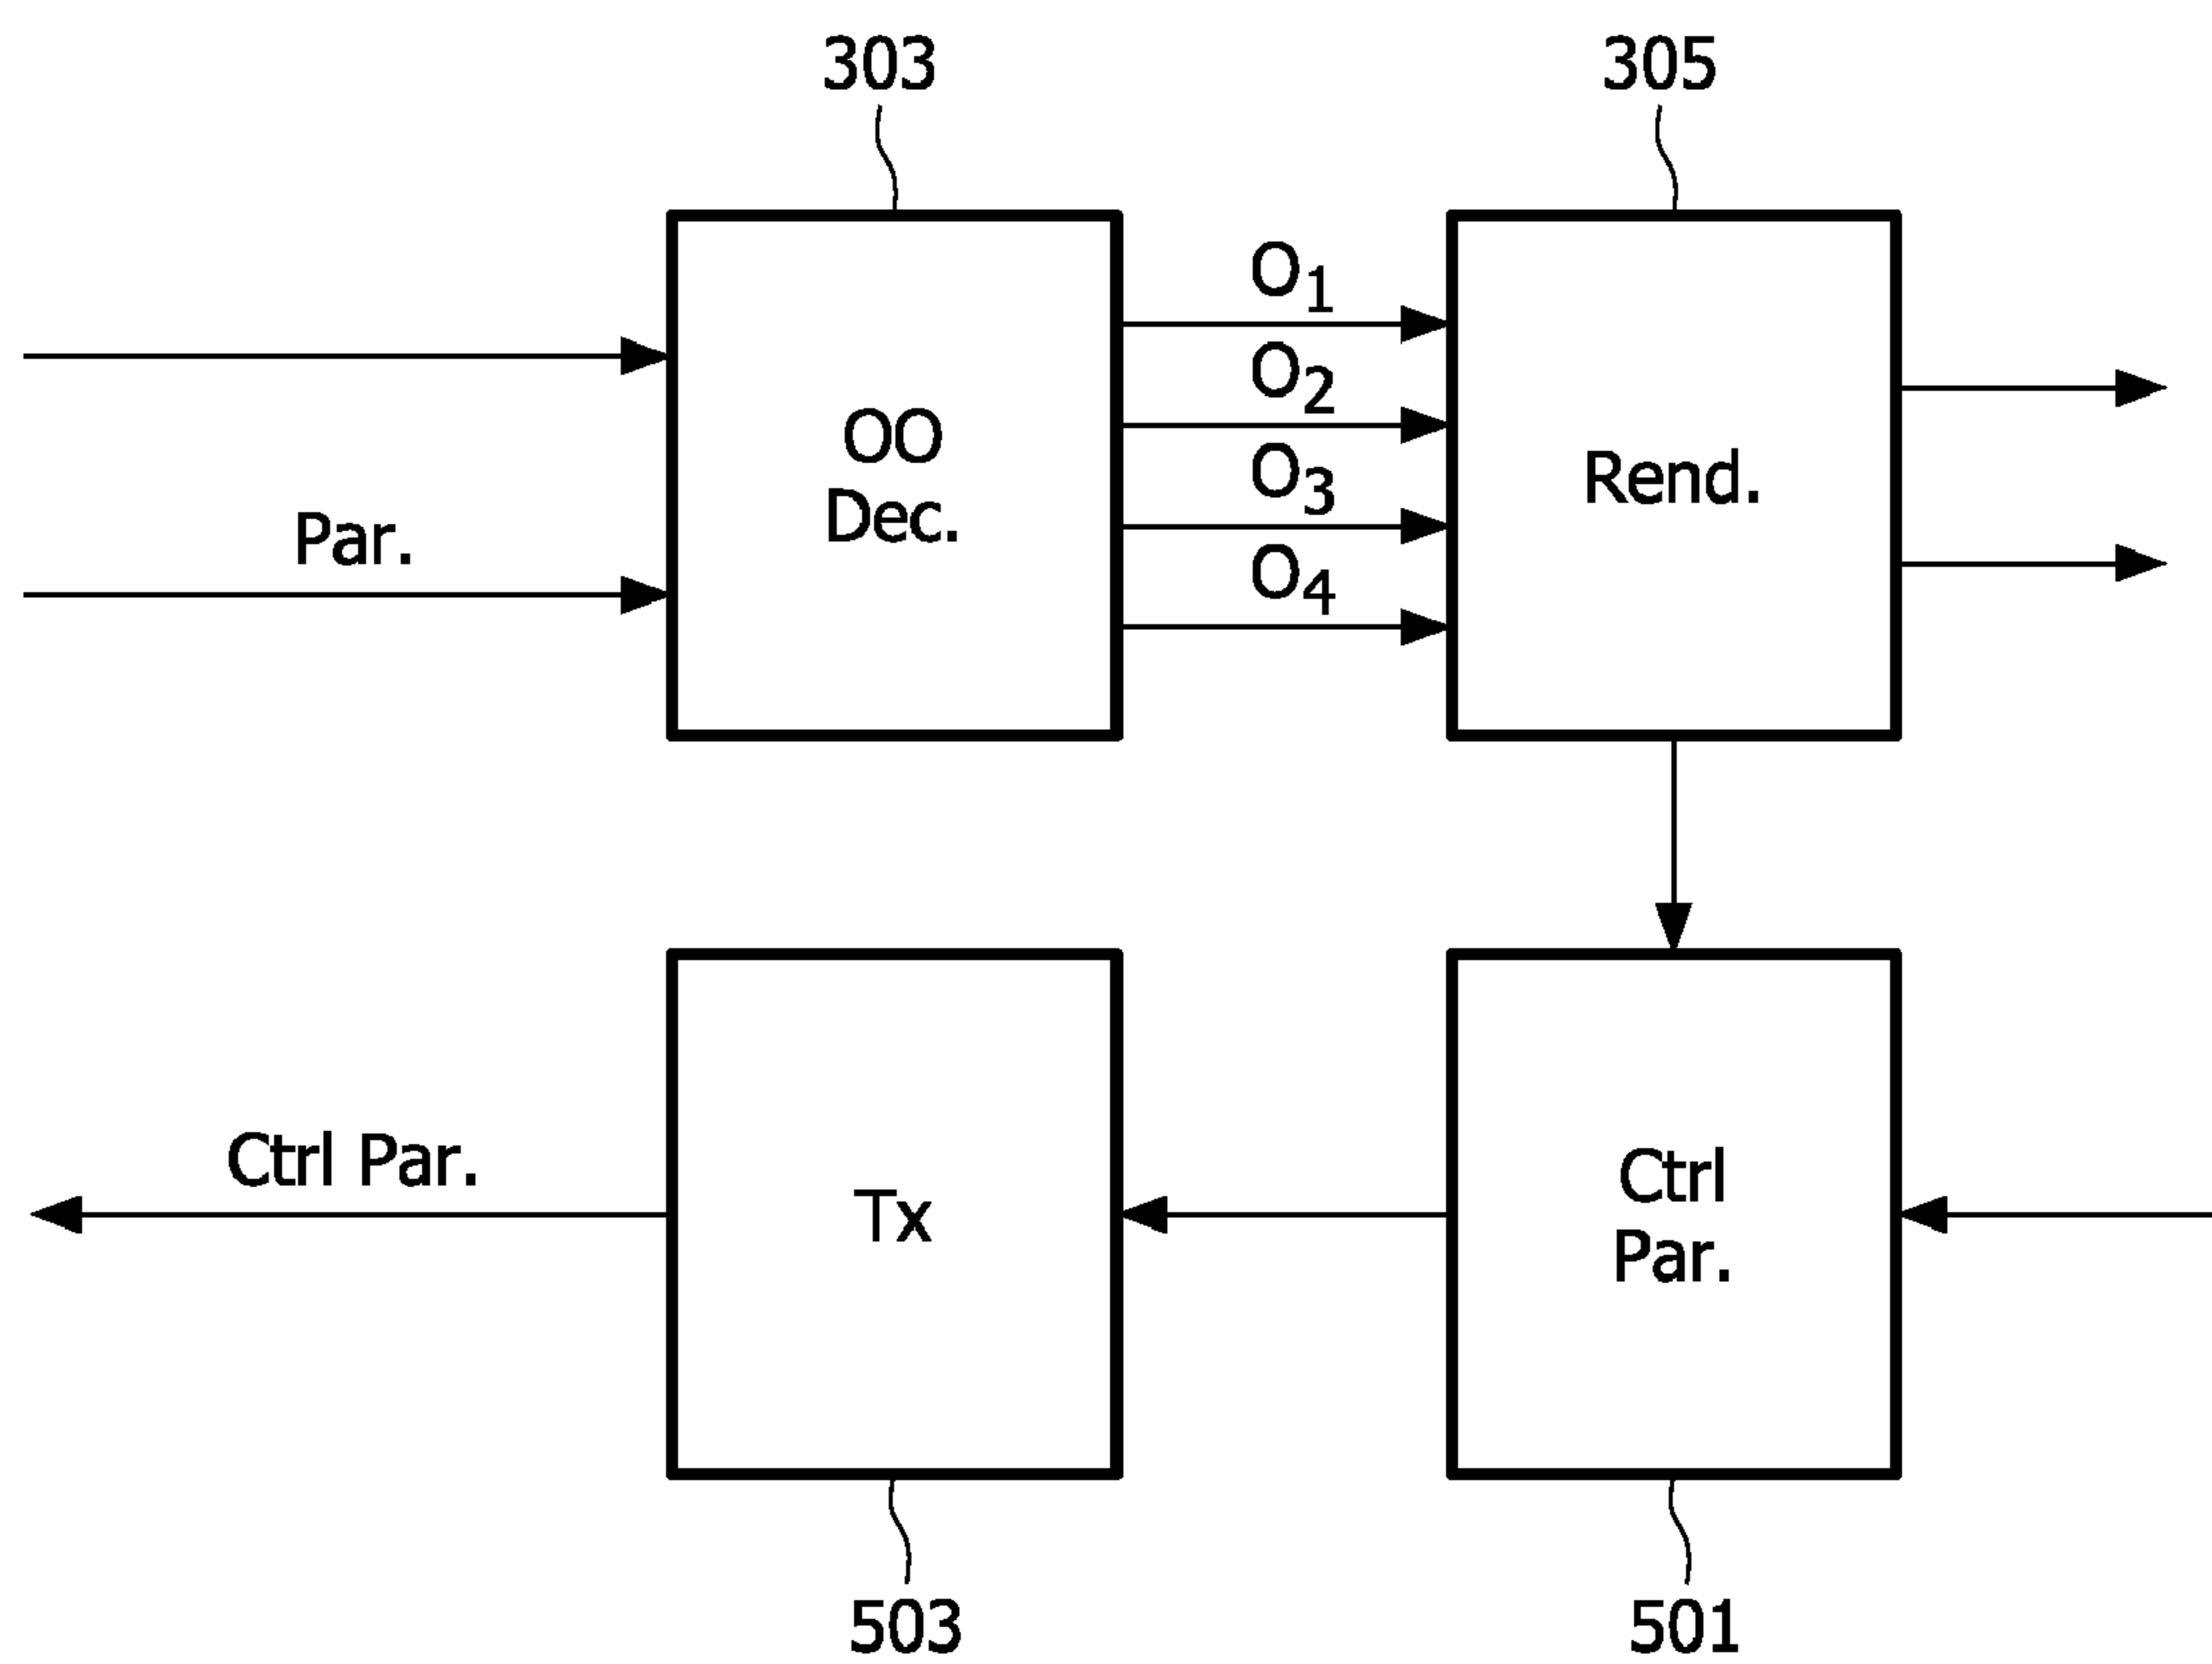 303
305
O1
O2
O3
O4
OO
Dec.
Rend.
Par.
Ctrl Par.
Tx
Ctrl
Par.
503
501